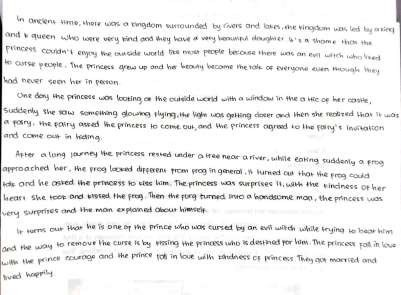 In ancient time, there was a kingdom surrounded by rivers and lakes, the kingdom was led by a king
and a queen who were very kind and they have a very beautiful daughter. It's a shame that the
princess couldn't enjoy the outside world like most people because there was an evil witch who liked
to curse people. The princess grew up and her beauty became the talk of everyone even though they
had never seen her in person.
One day the princess was looking at the outside world with a window in the attic of her castle,
suddenly she saw something glowing flying, the light was getting closer and then she realized that it was
a fairy. the fairy asked the princess to come out, and the princess agreed to the fairy's invitation
and come out in hiding.
After a long journey the princess rested under a tree near a river, while eating suddenly a frog
approached her, the frog looked different from frog in general, it turned out that the frog could
talk and he asked the princess to kiss him. The princess was surprises it, with the kindness of her
heart she took and kissed the frog. Then the frog turned into a handsome man, the princess was
very surprises and the man explained about himself.
It turns out that he is one of the prince who was cursed by an evil witch while trying to beat him
and the way to remove the curse is by kissing the princess who is destined for him. The princess fall in love
with the prince courage and the prince fall in love with kindness of princess. They got married and
lived happily